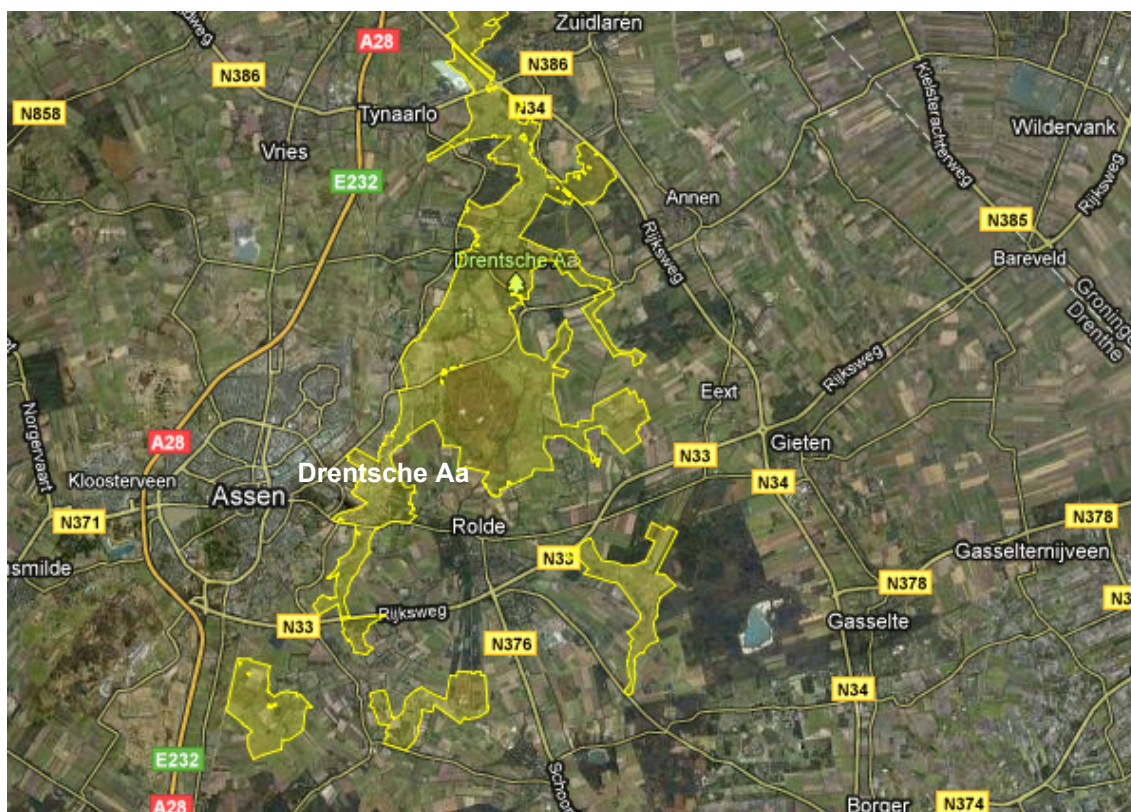 Zuidlaren
A28
N386
N386
N858
Tynaarlo
N34
Wildervank
Vries
Kielsterachterweg
E232
Annen
Rijksweg
N385
Rijksweg
Bareveld
Drentsche Aa
Groningen
Drenthe
Rijksweg
Eext
Norgervaart
A28
Gieten
N33
Kloosterveen
Drentsche Aa
Assen
N34
N371
Rolde
N378
N33
Gasselternijveen
smilde
N378
N3
Rijksweg
N33
Gasselte
N376
N34
E232
Schoon
A28
Borger
N374